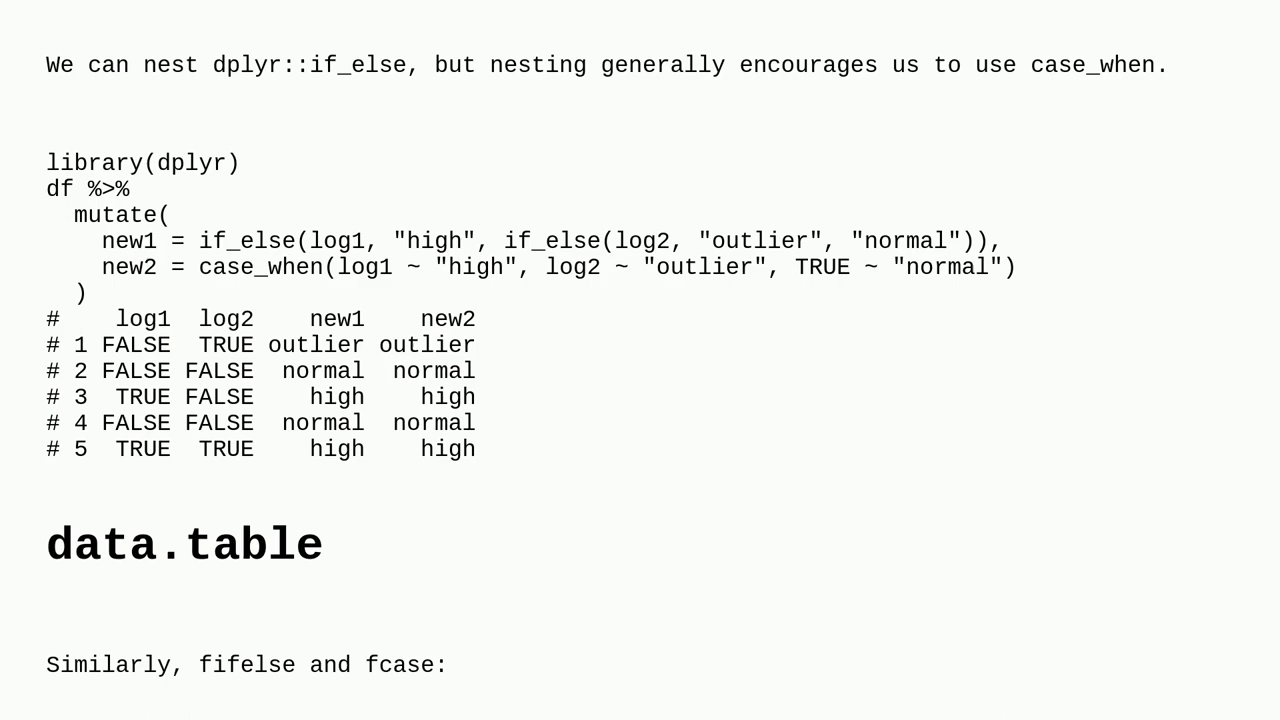 We can nest dplyr::if_else, but nesting generally encourages us to use case_when.
library(dplyr)
df %>%
  mutate(
    new1 = if_else(log1, "high", if_else(log2, "outlier", "normal")),
    new2 = case_when(log1 ~ "high", log2 ~ "outlier", TRUE ~ "normal")
  )
#    log1  log2    new1    new2
# 1 FALSE  TRUE outlier outlier
# 2 FALSE FALSE  normal  normal
# 3  TRUE FALSE    high    high
# 4 FALSE FALSE  normal  normal
# 5  TRUE  TRUE    high    high
data.table
Similarly, fifelse and fcase: